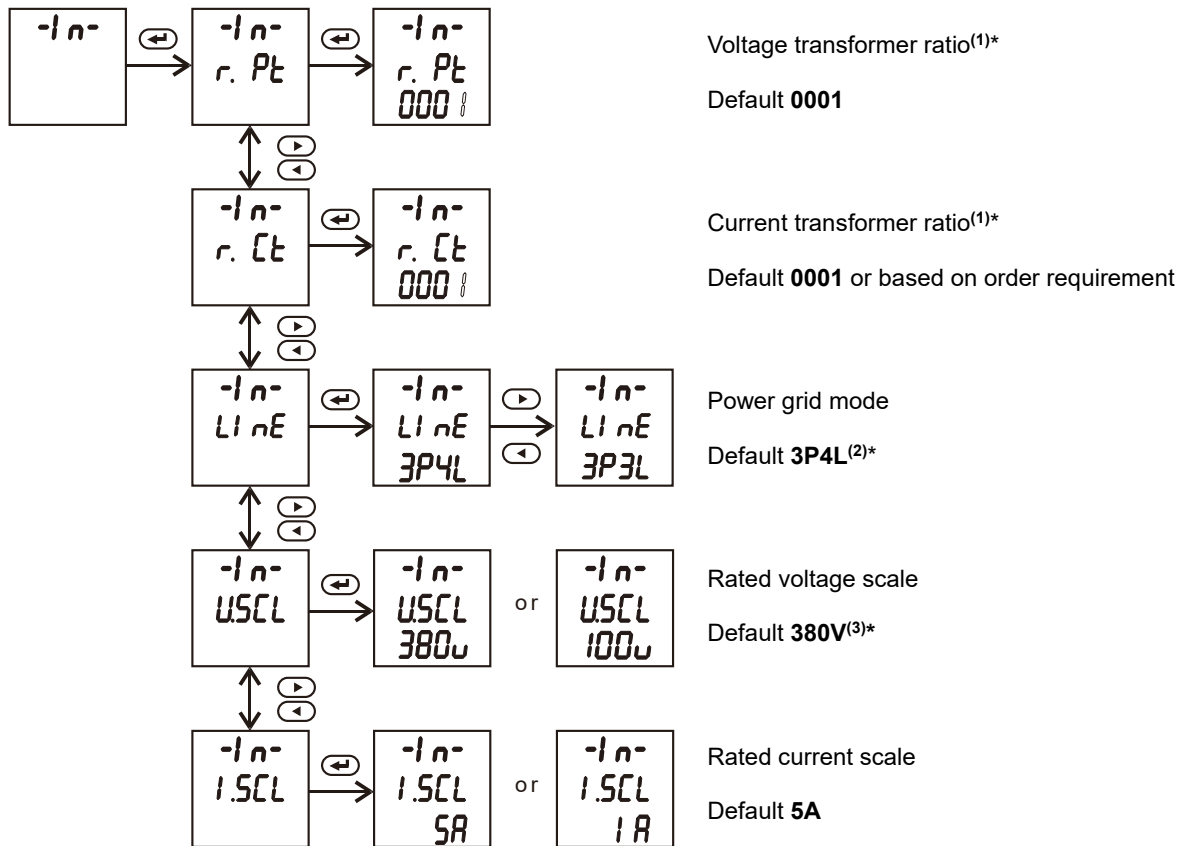 -In-
-In-
r. Pt
-In-
r. Pt
0001
Voltage transformer ratio(1)*
Default 0001
-In-
r. Ct
-In-
r. Ct
0001
Current transformer ratio(1)*
Default 0001 or based on order requirement
-In-
LInE
-In-
LInE
3P4L
-In-
LInE
3P3L
Power grid mode
Default 3P4L(2)*
-In-
U.SCL
-In-
U.SCL
380v
or
-In-
U.SCL
100v
Rated voltage scale
Default 380V(3)*
-In-
I.SCL
-In-
I.SCL
5A
or
-In-
I.SCL
1A
Rated current scale
Default 5A